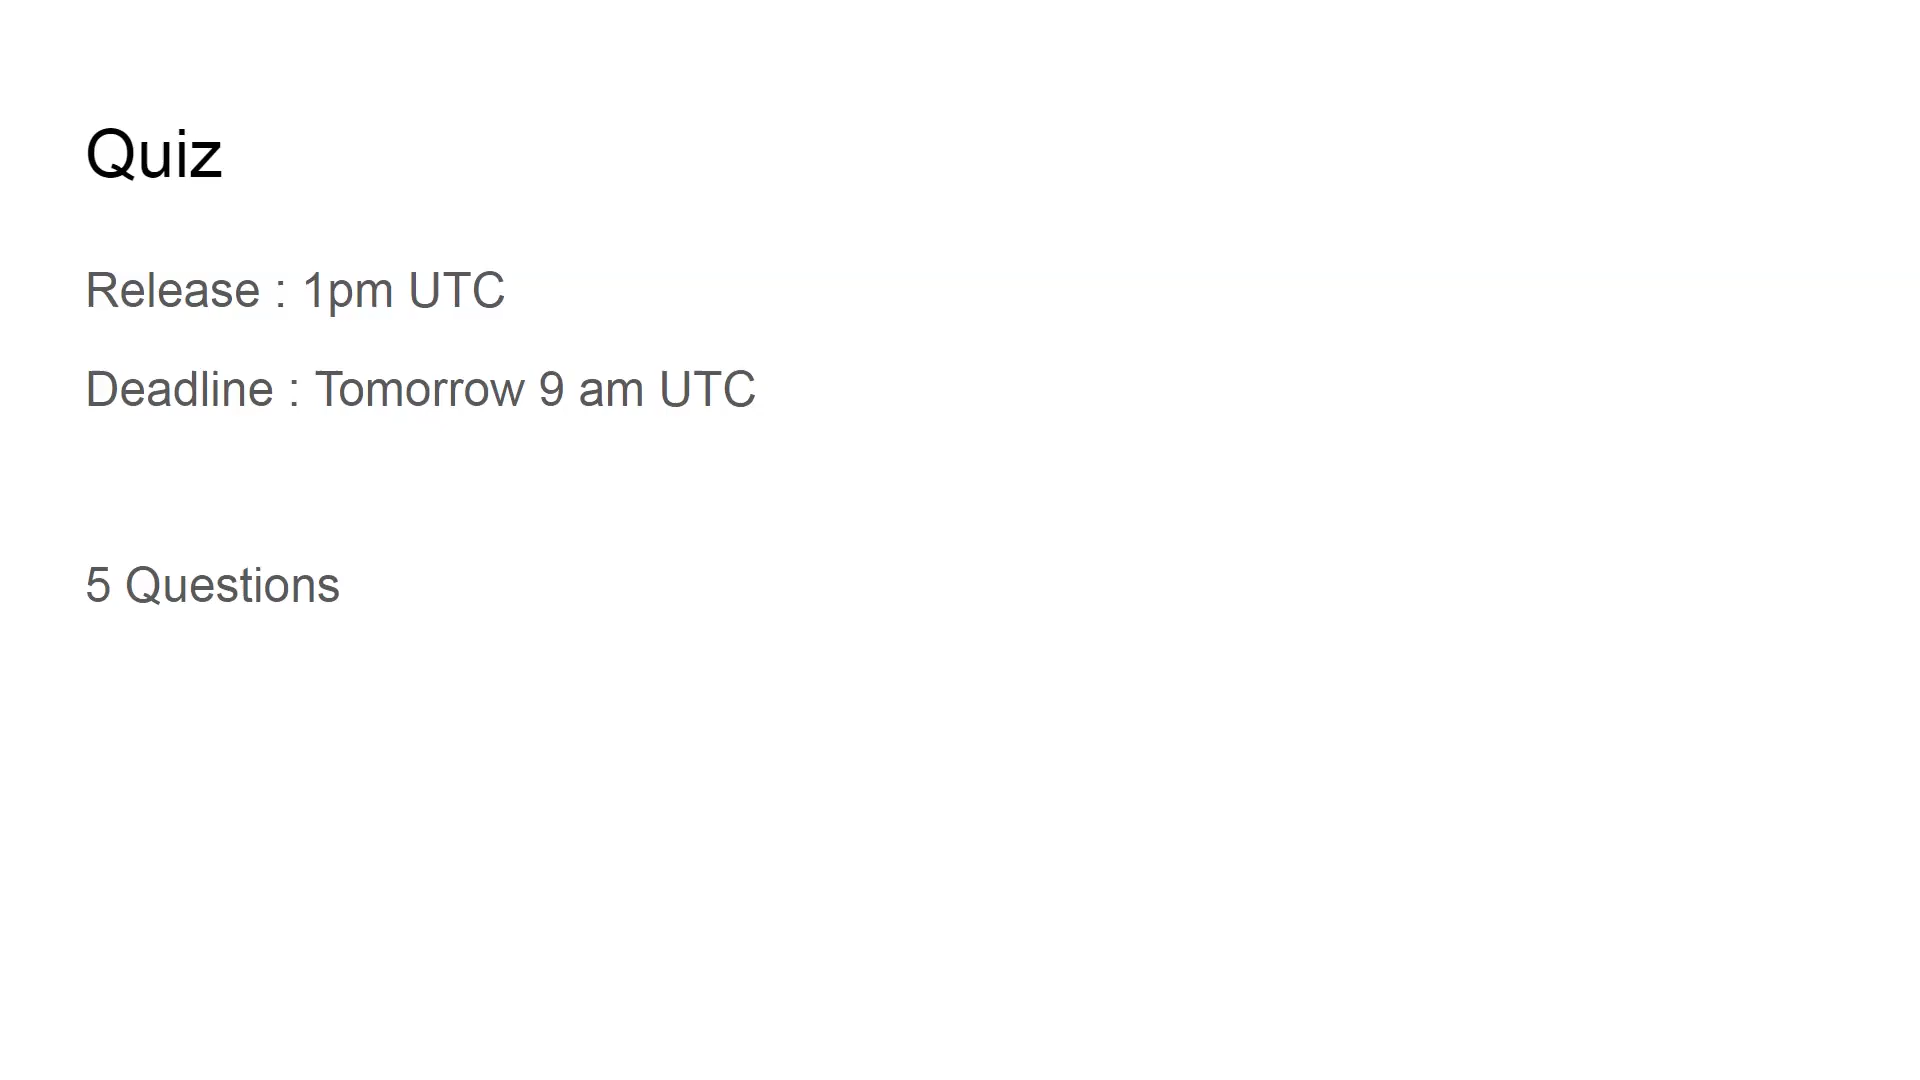 Quiz
Release : 1pm UTC
Deadline : Tomorrow 9 am UTC
5 Questions